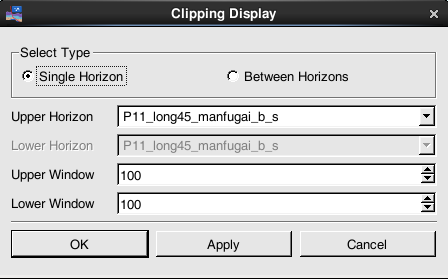 Clipping Display
Select Type
Single Horizon Between Horizons
Upper Horizon P11_long45_manfugai_b_s
Lower Horizon P11_long45_manfugai_b_s
Upper Window 100
Lower Window 100
OK Apply Cancel